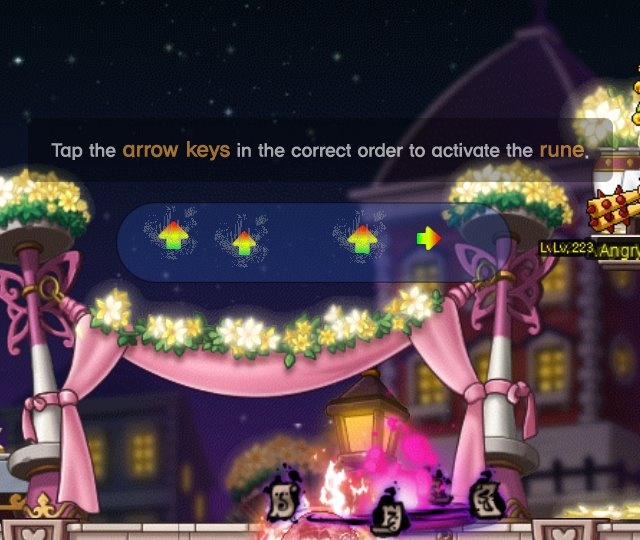 Tap the arrow keys in the correct order to activate the rune.
Lv.223 Angry